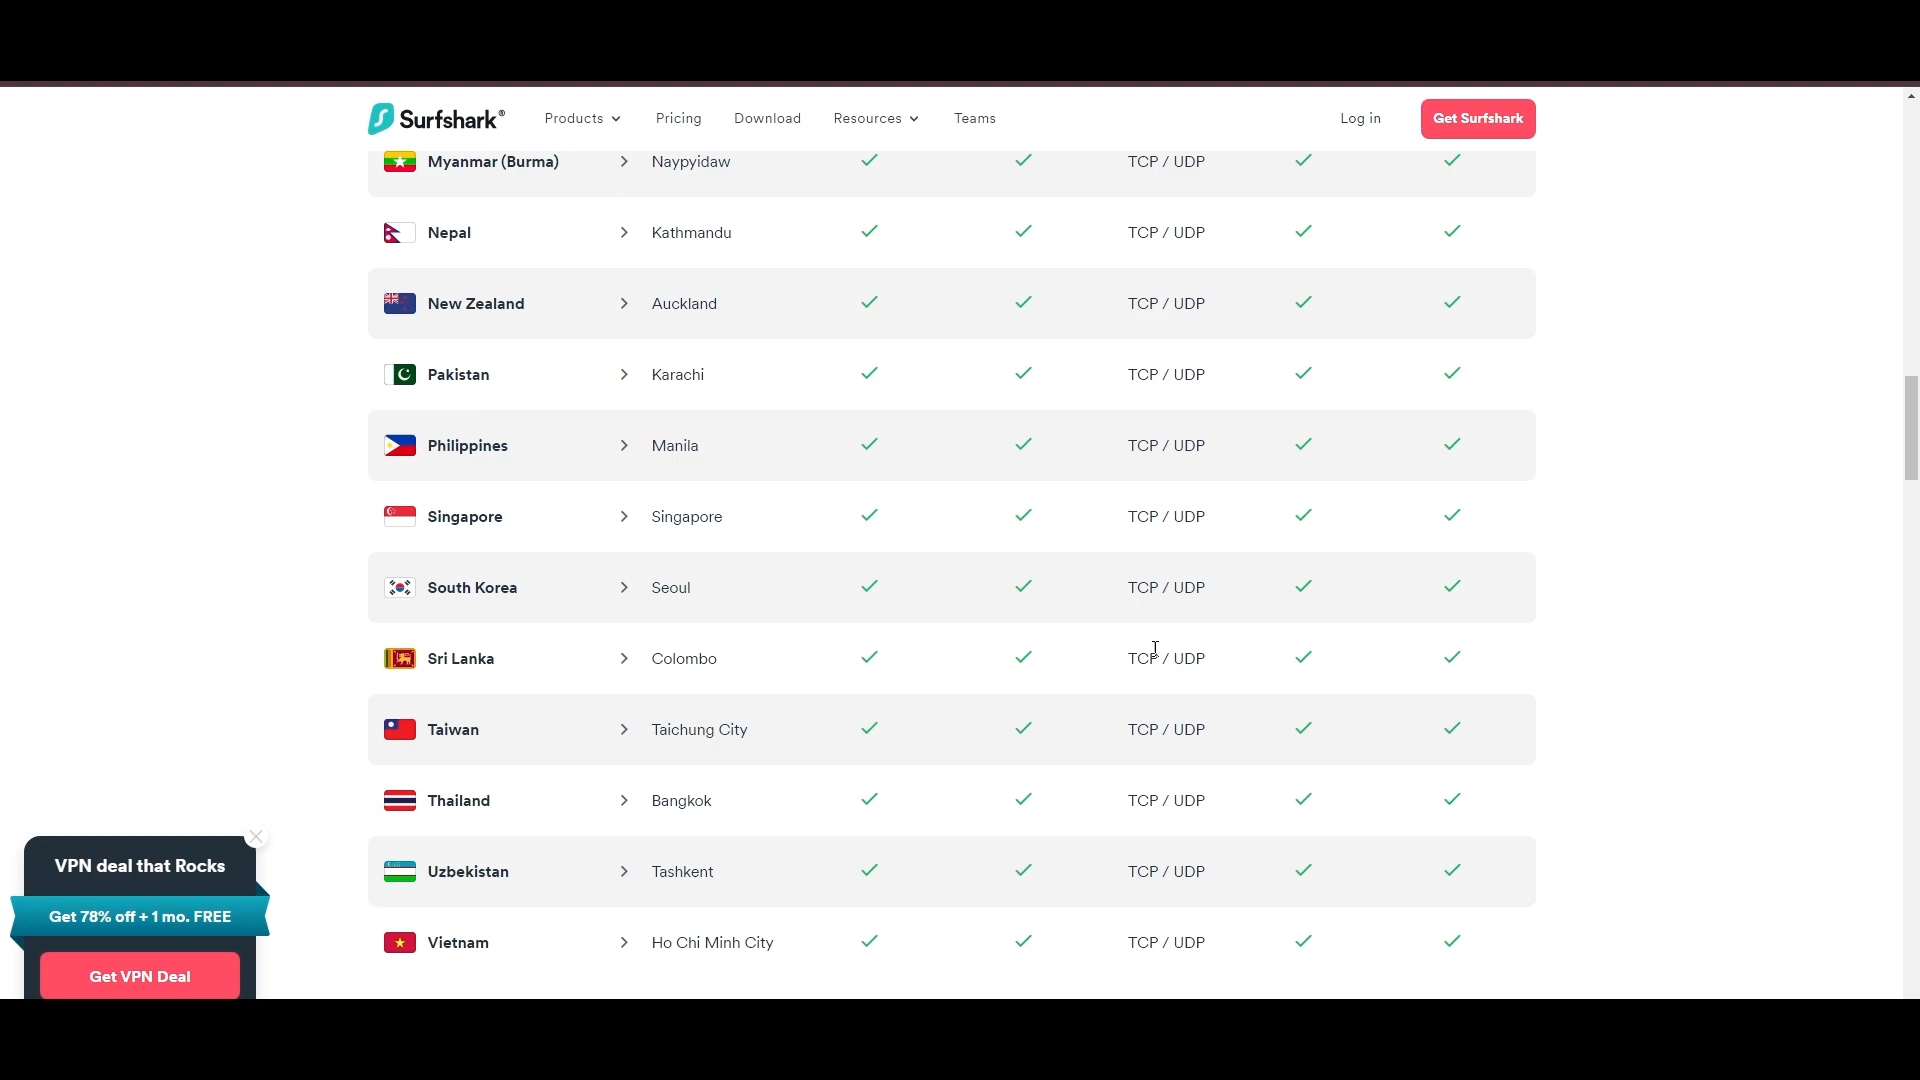 Surfshark®
Products
Pricing
Download
Resources
Teams
Log in
Get Surfshark
Myanmar (Burma) Naypyidaw TCP / UDP
Nepal Kathmandu TCP / UDP
New Zealand Auckland TCP / UDP
Pakistan Karachi TCP / UDP
Philippines Manila TCP / UDP
Singapore Singapore TCP / UDP
South Korea Seoul TCP / UDP
Sri Lanka Colombo TCP / UDP
Taiwan Taichung City TCP / UDP
Thailand Bangkok TCP / UDP
Uzbekistan Tashkent TCP / UDP
Vietnam Ho Chi Minh City TCP / UDP
VPN deal that Rocks
Get 78% off + 1 mo. FREE
Get VPN Deal